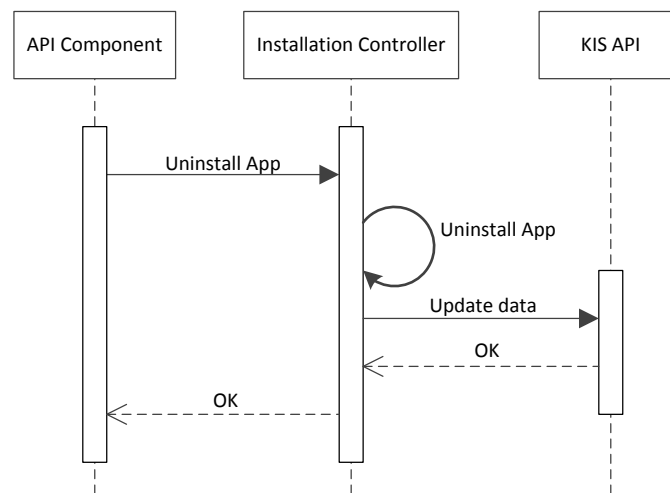 API Component
Installation Controller
KIS API
Uninstall App
Uninstall App
Update data
OK
OK